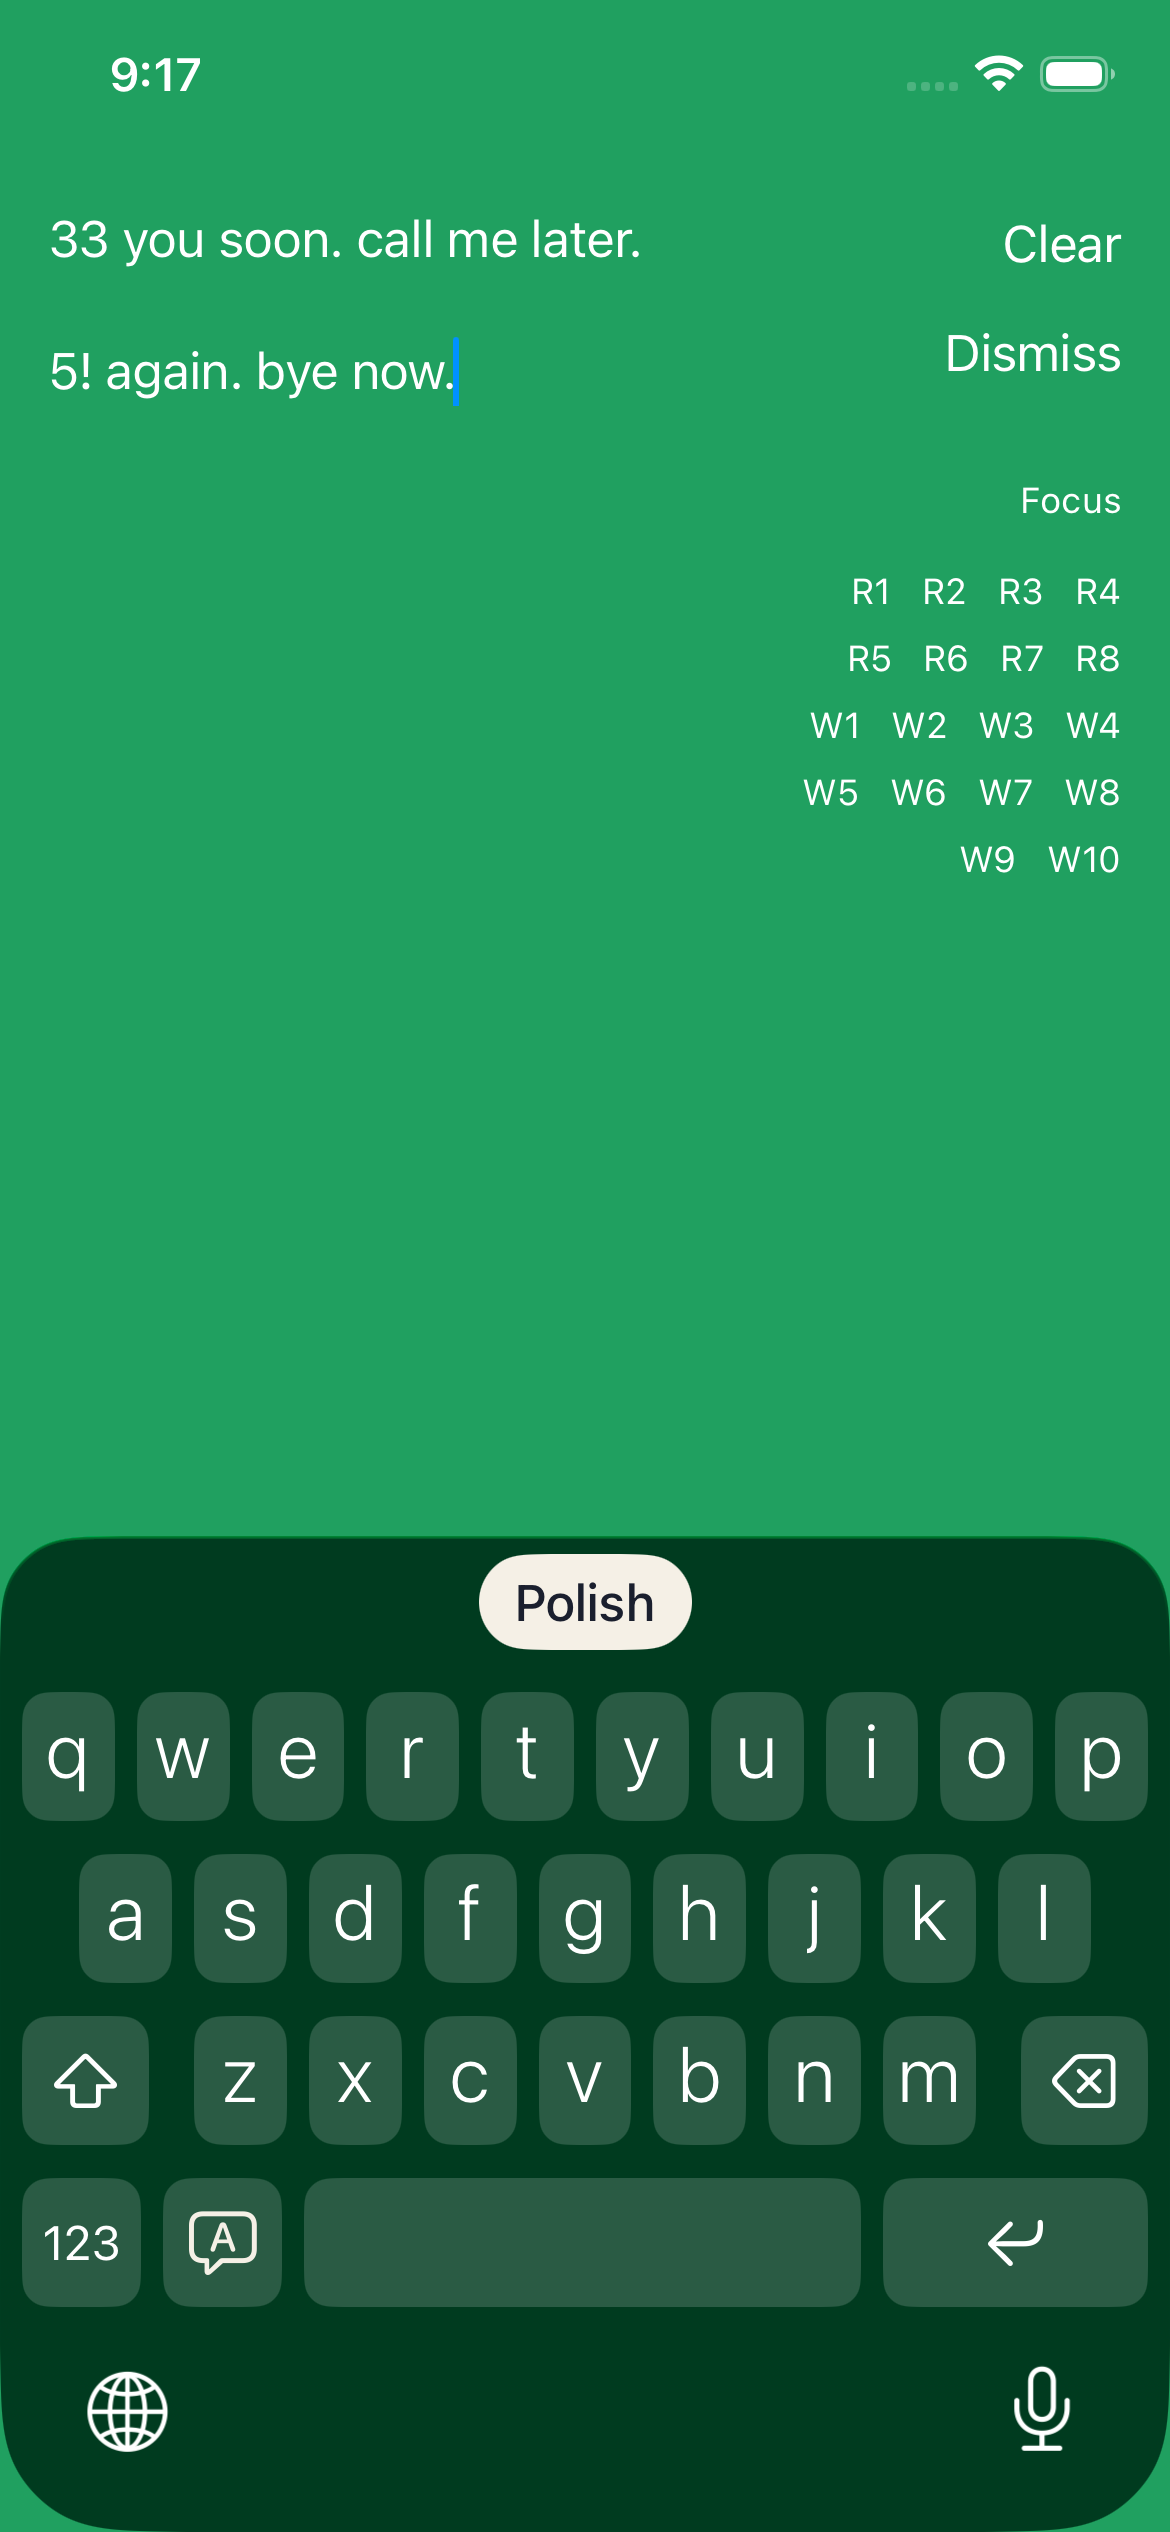 9:17
33 you soon. call me later.
Clear
5! again. bye now.
Dismiss
Focus
R1 R2 R3 R4
R5 R6 R7 R8
W1 W2 W3 W4
W5 W6 W7 W8
W9 W10
Polish
q w e r t y u i o p
a s d f g h j k l
z x c v b n m
123 A